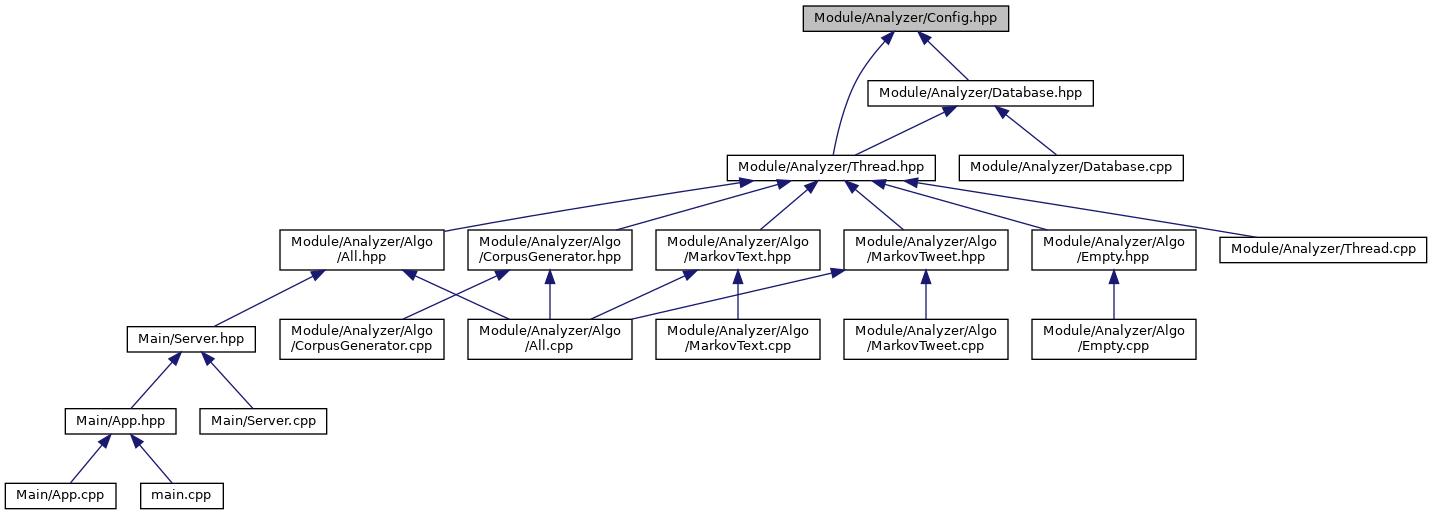 Module/Analyzer/Config.hpp
Module/Analyzer/Database.hpp
Module/Analyzer/Thread.hpp
Module/Analyzer/Database.cpp
Module/Analyzer/Algo
/All.hpp
Module/Analyzer/Algo
/CorpusGenerator.hpp
Module/Analyzer/Algo
/MarkovText.hpp
Module/Analyzer/Algo
/MarkovTweet.hpp
Module/Analyzer/Algo
/Empty.hpp
Module/Analyzer/Thread.cpp
Main/Server.hpp
Module/Analyzer/Algo
/CorpusGenerator.cpp
Module/Analyzer/Algo
/All.cpp
Module/Analyzer/Algo
/MarkovText.cpp
Module/Analyzer/Algo
/MarkovTweet.cpp
Module/Analyzer/Algo
/Empty.cpp
Main/App.hpp
Main/Server.cpp
Main/App.cpp
main.cpp